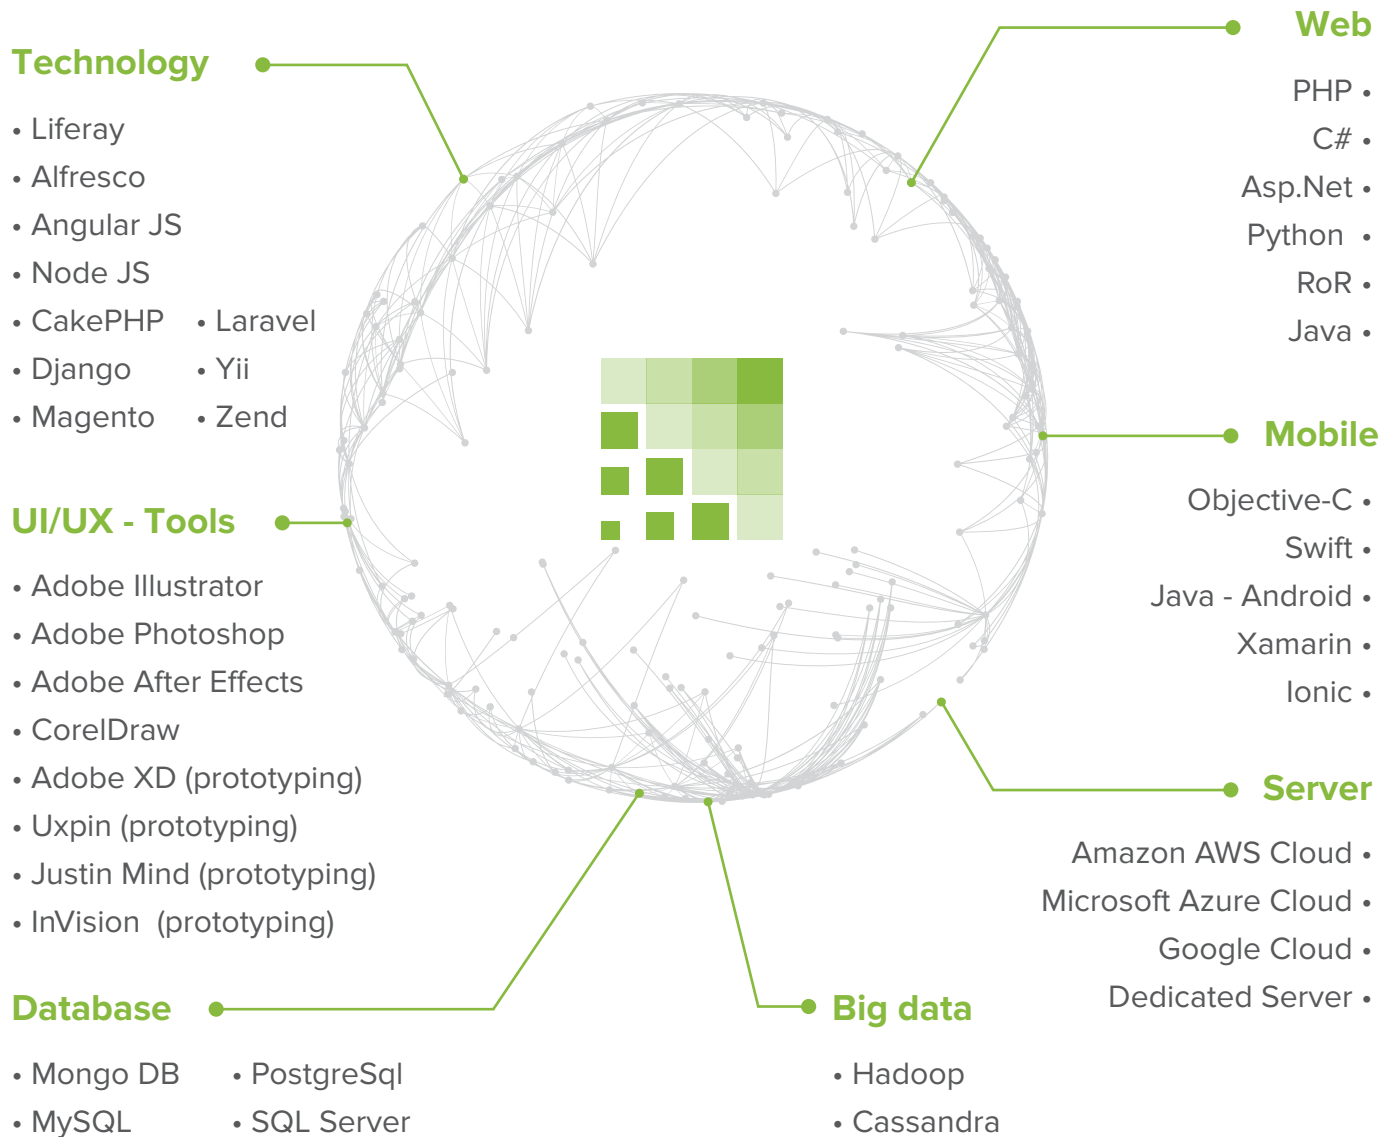 Technology
• Liferay
• Alfresco
• Angular JS
• Node JS
• CakePHP • Laravel
• Django • Yii
• Magento • Zend
UI/UX - Tools
• Adobe Illustrator
• Adobe Photoshop
• Adobe After Effects
• CorelDraw
• Adobe XD (prototyping)
• Uxpin (prototyping)
• Justin Mind (prototyping)
• InVision (prototyping)
Database
• Mongo DB • PostgreSql
• MySQL • SQL Server
Web
PHP •
C# •
Asp.Net •
Python •
RoR •
Java •
Mobile
Objective-C •
Swift •
Java - Android •
Xamarin •
Ionic •
Server
Amazon AWS Cloud •
Microsoft Azure Cloud •
Google Cloud •
Dedicated Server •
Big data
• Hadoop
• Cassandra